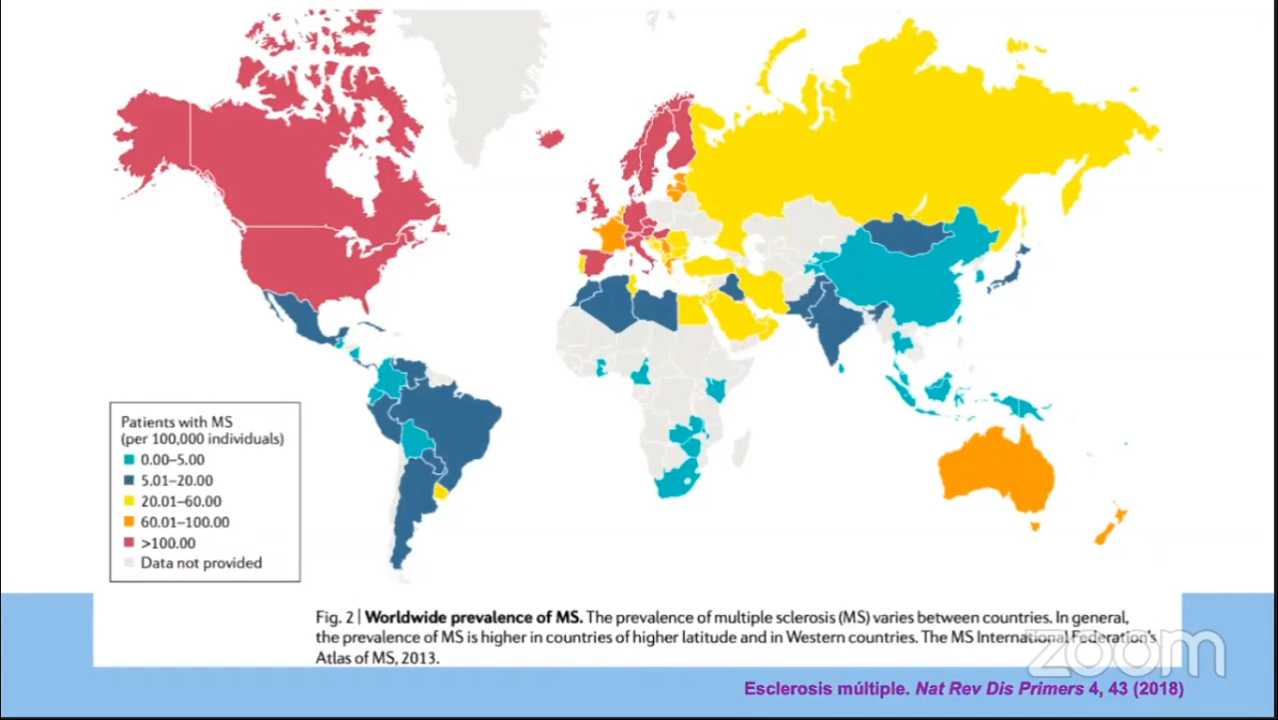 Patients with MS
(per 100,000 individuals)
0.00–5.00
5.01–20.00
20.01–60.00
60.01–100.00
>100.00
Data not provided
Fig. 2 | Worldwide prevalence of MS. The prevalence of multiple sclerosis (MS) varies between countries. In general,
the prevalence of MS is higher in countries of higher latitude and in Western countries. The MS International Federation's
Atlas of MS, 2013.
zoom
Esclerosis múltiple. Nat Rev Dis Primers 4, 43 (2018)